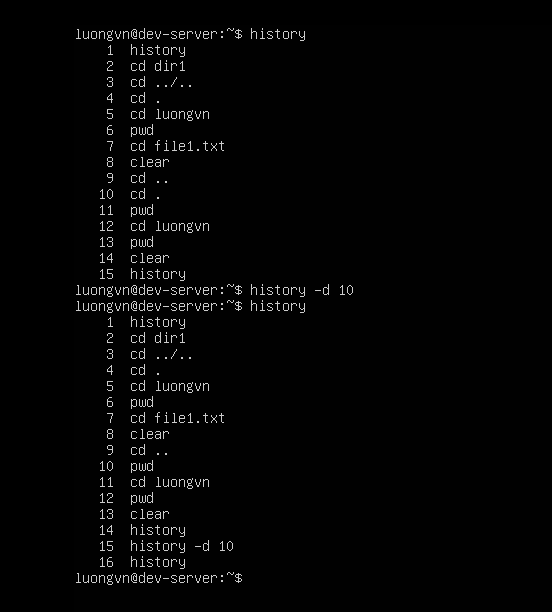 luongvn@dev-server:~$ history
1 history
2 cd dir1
3 cd ../..
4 cd .
5 cd luongvn
6 pwd
7 cd file1.txt
8 clear
9 cd ..
10 cd .
11 pwd
12 cd luongvn
13 pwd
14 clear
15 history
luongvn@dev-server:~$ history -d 10
luongvn@dev-server:~$ history
1 history
2 cd dir1
3 cd ../..
4 cd .
5 cd luongvn
6 pwd
7 cd file1.txt
8 clear
9 cd ..
10 pwd
11 cd luongvn
12 pwd
13 clear
14 history
15 history -d 10
16 history
luongvn@dev-server:~$